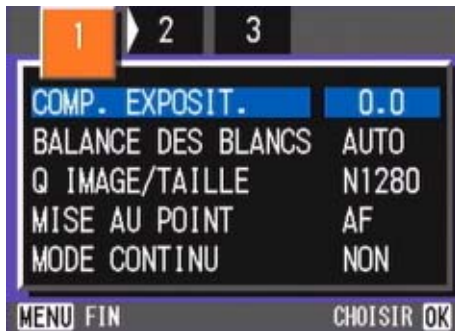 1 2 3
COMP. EXPOSIT. 0.0
BALANCE DES BLANCS AUTO
Q IMAGE/TAILLE N1280
MISE AU POINT AF
MODE CONTINU NON
MENU FIN CHOISIR OK